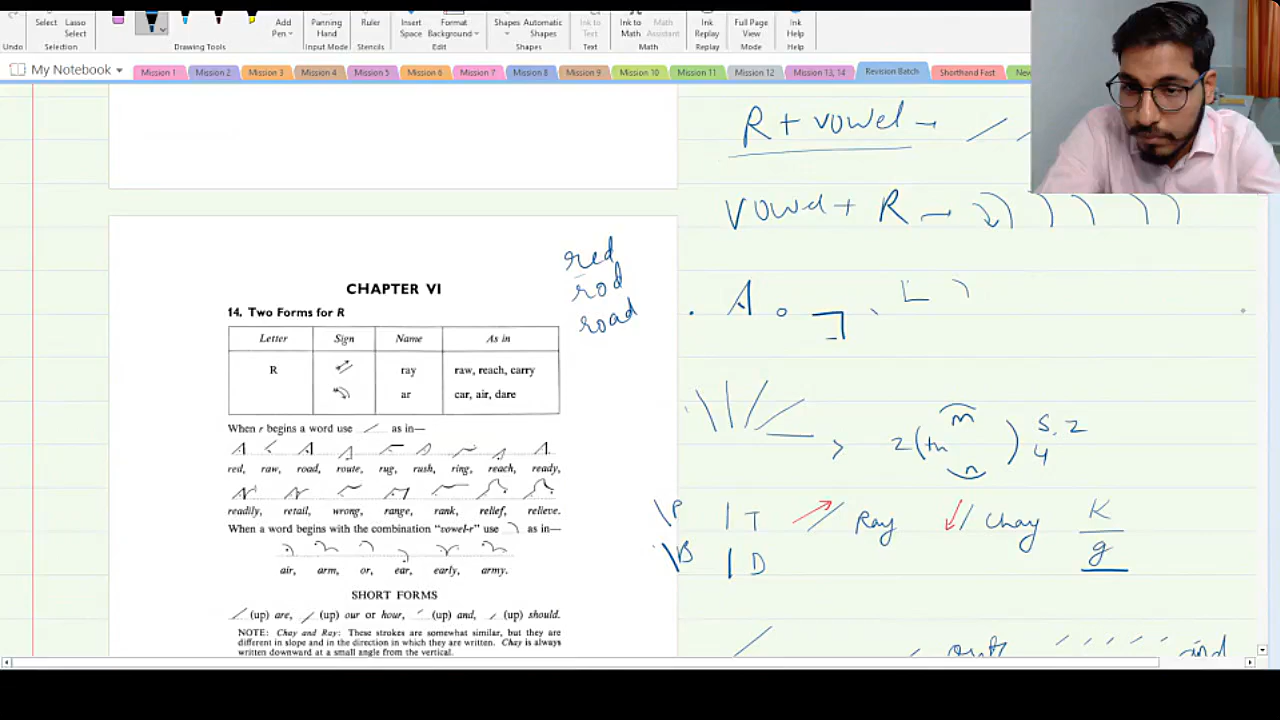 Undo
Select
Lasso
Select
Selection
Drawing Tools
Add
Pen
Panning
Hand
Input Mode
Ruler
Stencils
Insert
Space
Format
Background
Edit
Shapes
Automatic
Shapes
Shapes
Ink to
Text
Text
Ink to
Math
Math
Ink
Replay
Replay
Full Page
View
Mode
Ink
Help
Help
My Notebook
Mission 1
Mission 2
Mission 3
Mission 4
Mission 5
Mission 6
Mission 7
Mission 8
Mission 9
Mission 10
Mission 11
Mission 12
Mission 13, 14
Revision Batch
Shorthand Fast
New
red
rod
road
CHAPTER VI
14. Two Forms for R
Letter Sign Name As in
R ray raw, reach, carry
ar car, air, dare
When r begins a word use as in—
red, raw, road, route, rug, rush, ring, reach, ready,
readily, retail, wrong, range, rank, relief, relieve.
When a word begins with the combination "vowel-r" use as in—
air, arm, or, ear, early, army.
SHORT FORMS
(up) are, (up) our or hour, (up) and, (up) should.
NOTE: Chay and Ray: These strokes are somewhat similar, but they are
different in slope and in the direction in which they are written. Chay is always
written downward at a small angle from the vertical.
R + vowel -
vowel + R -
P T Ray Chay K
B D g
and